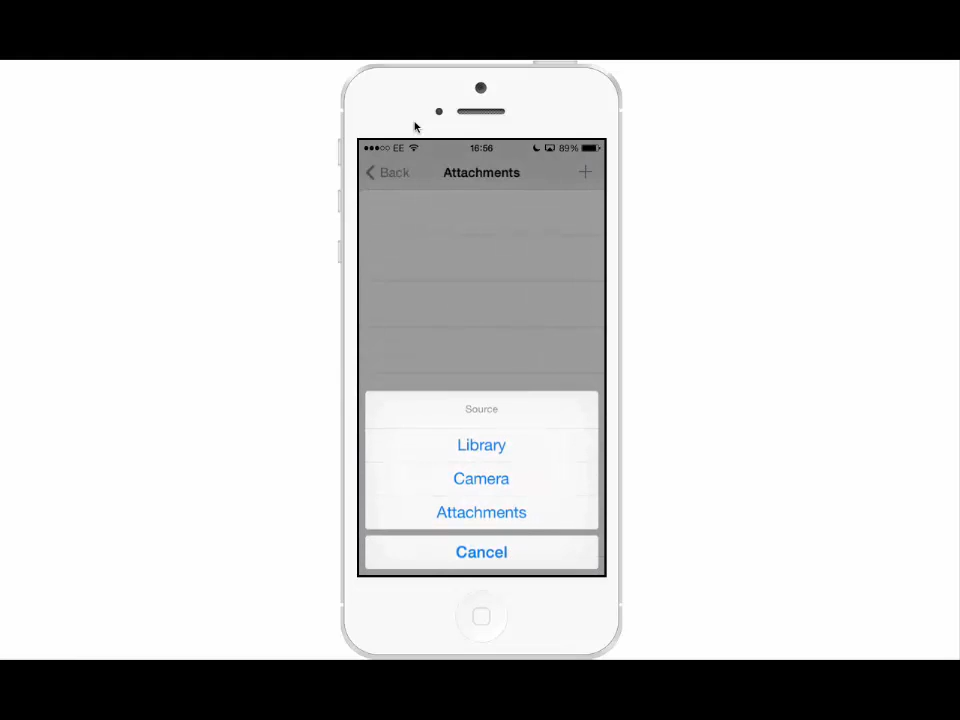 EE 16:56 89%
Back Attachments +
Source
Library
Camera
Attachments
Cancel